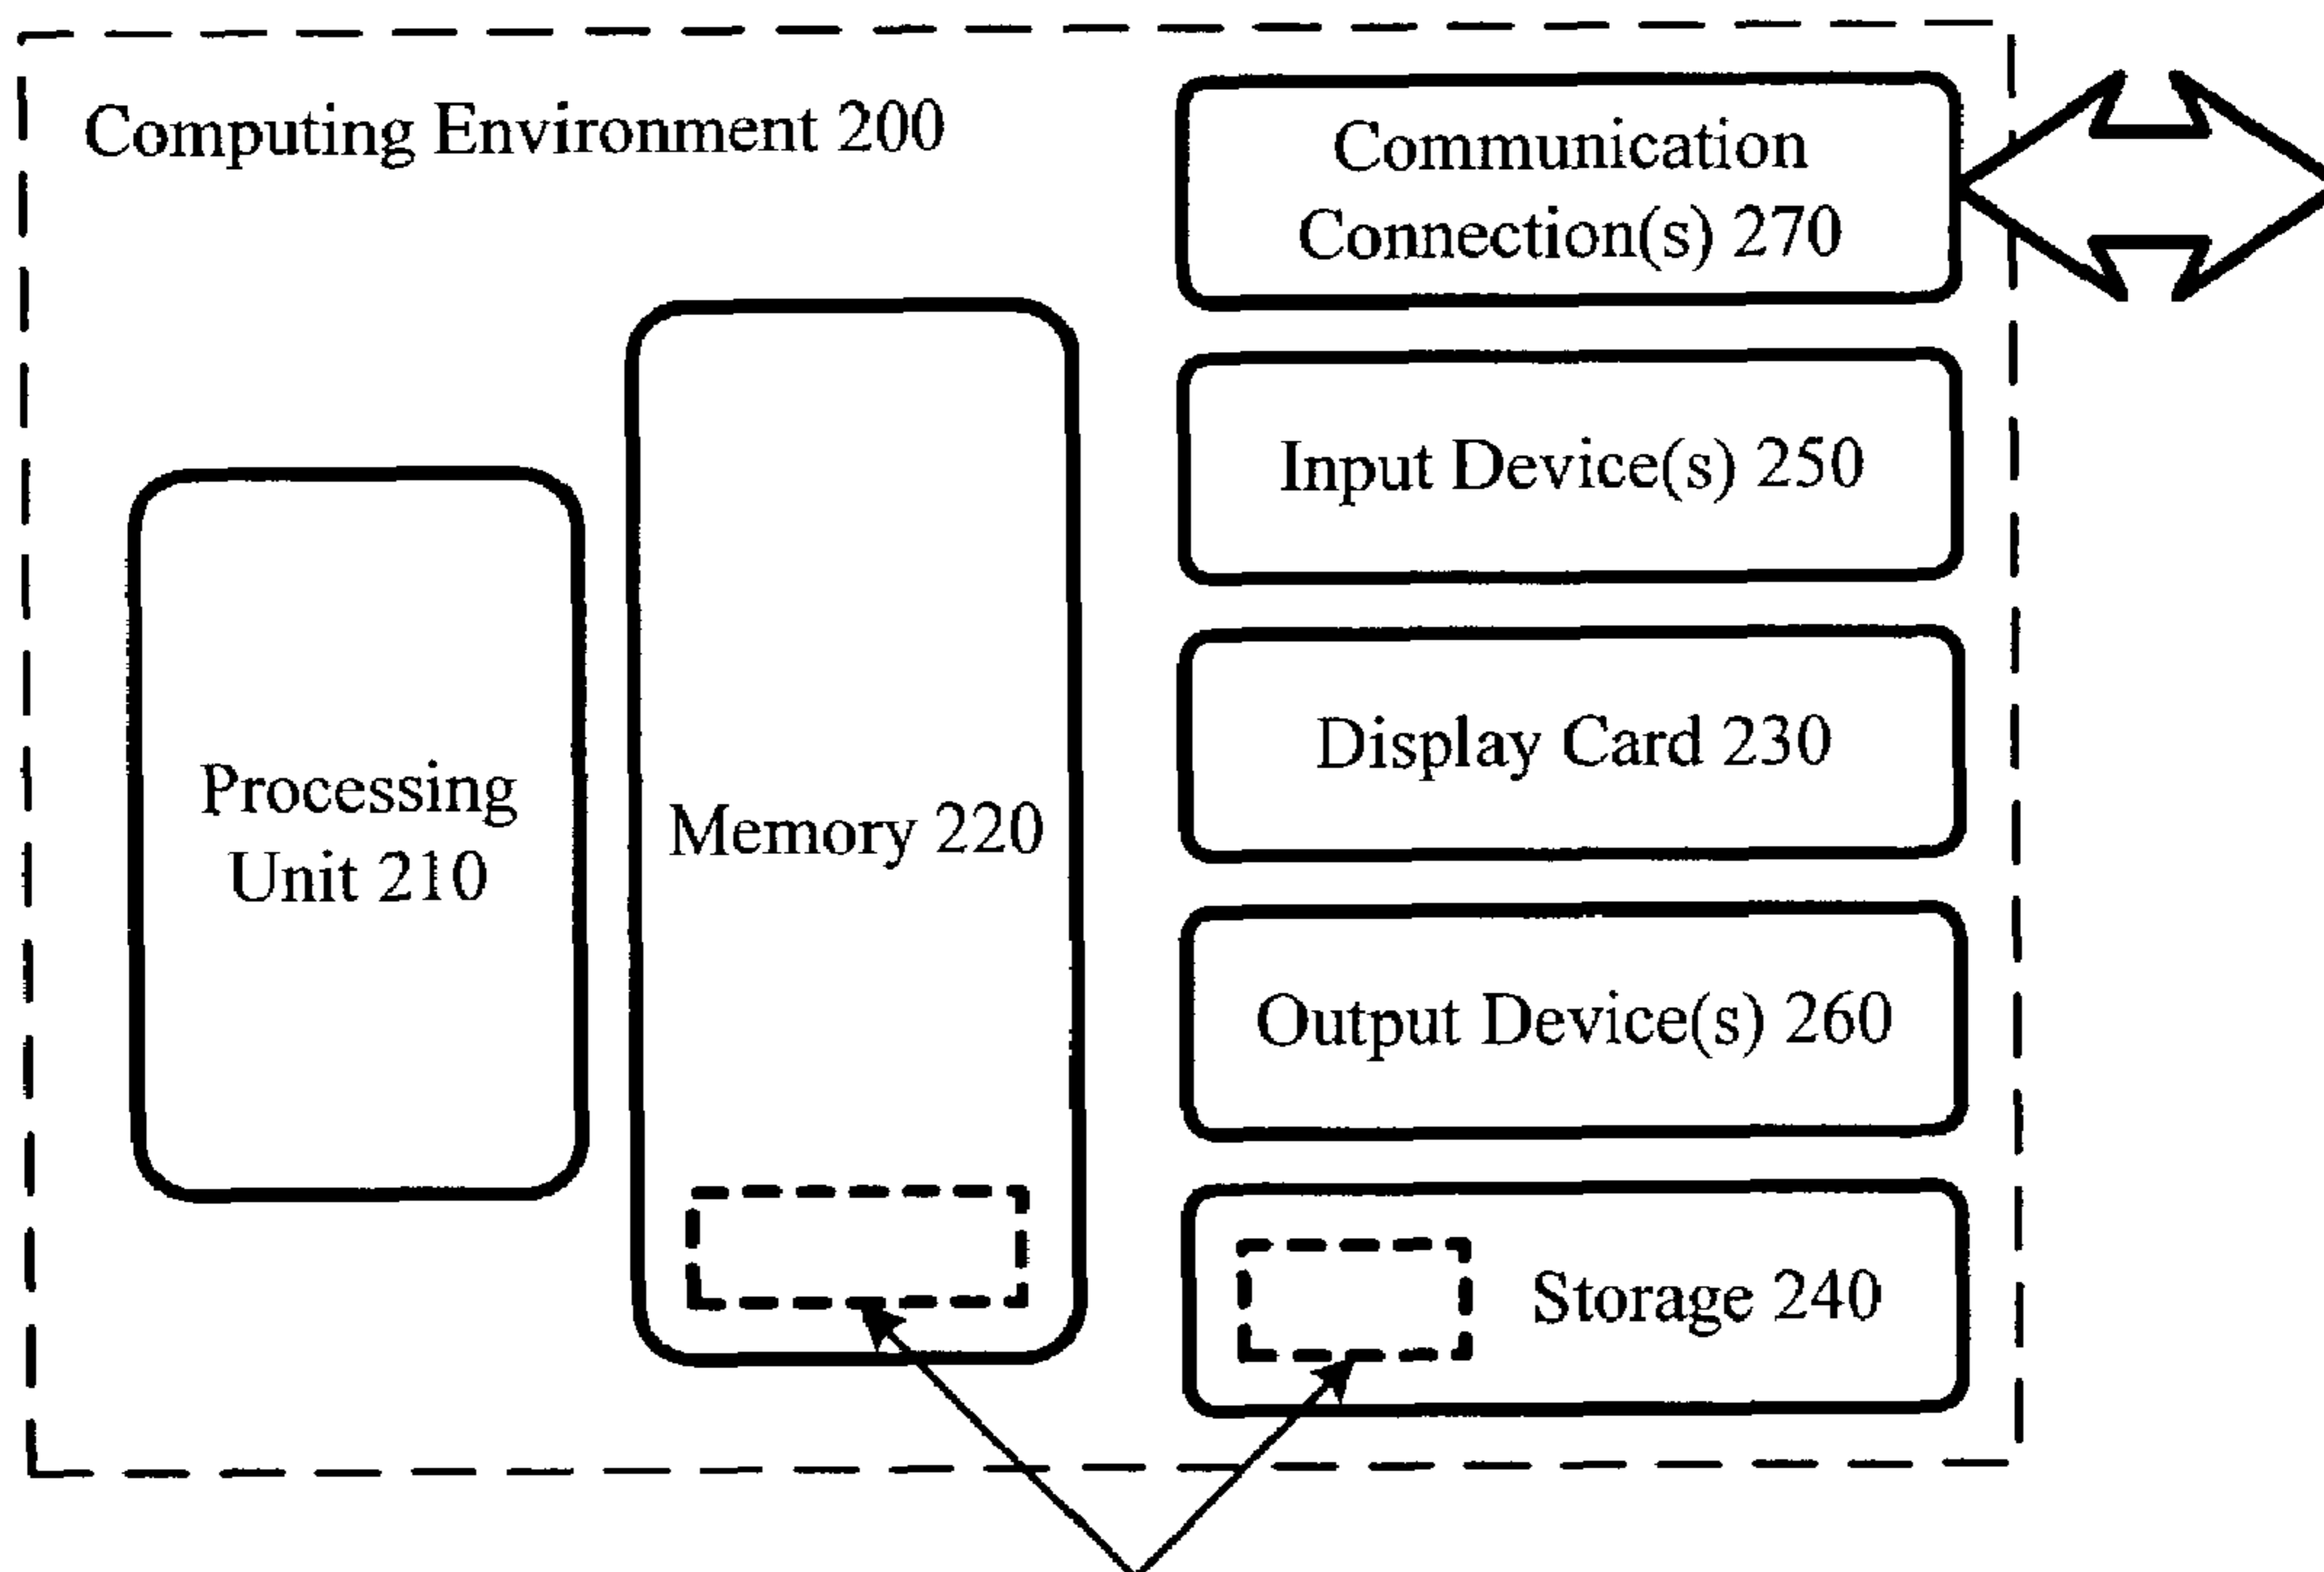 Computing Environment 200
Communication
Connection(s) 270
Input Device(s) 250
Display Card 230
Processing
Unit 210
Memory 220
Output Device(s) 260
Storage 240